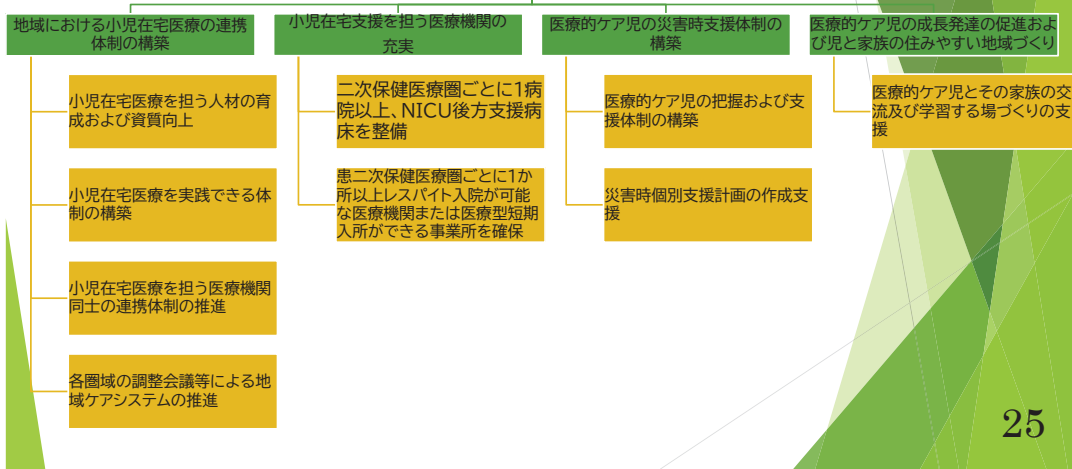 地域における小児在宅医療の連携
体制の構築
小児在宅医療を担う人材の育
成および資質向上
小児在宅医療を実践できる体
制の構築
小児在宅医療を担う医療機関
同士の連携体制の推進
各圏域の調整会議等による地
域ケアシステムの推進
小児在宅支援を担う医療機関の
充実
二次保健医療圏ごとに1病
院以上、NICU後方支援病
床を整備
患二次保健医療圏ごとに1か
所以上レスパイト入院が可能
な医療機関または医療型短期
入所ができる事業所を確保
医療的ケア児の災害時支援体制の
構築
医療的ケア児の把握および支
援体制の構築
災害時個別支援計画の作成支
援
医療的ケア児の成長発達の促進およ
び児と家族の住みやすい地域づくり
医療的ケア児とその家族の交
流及び学習する場づくりの支
援
25